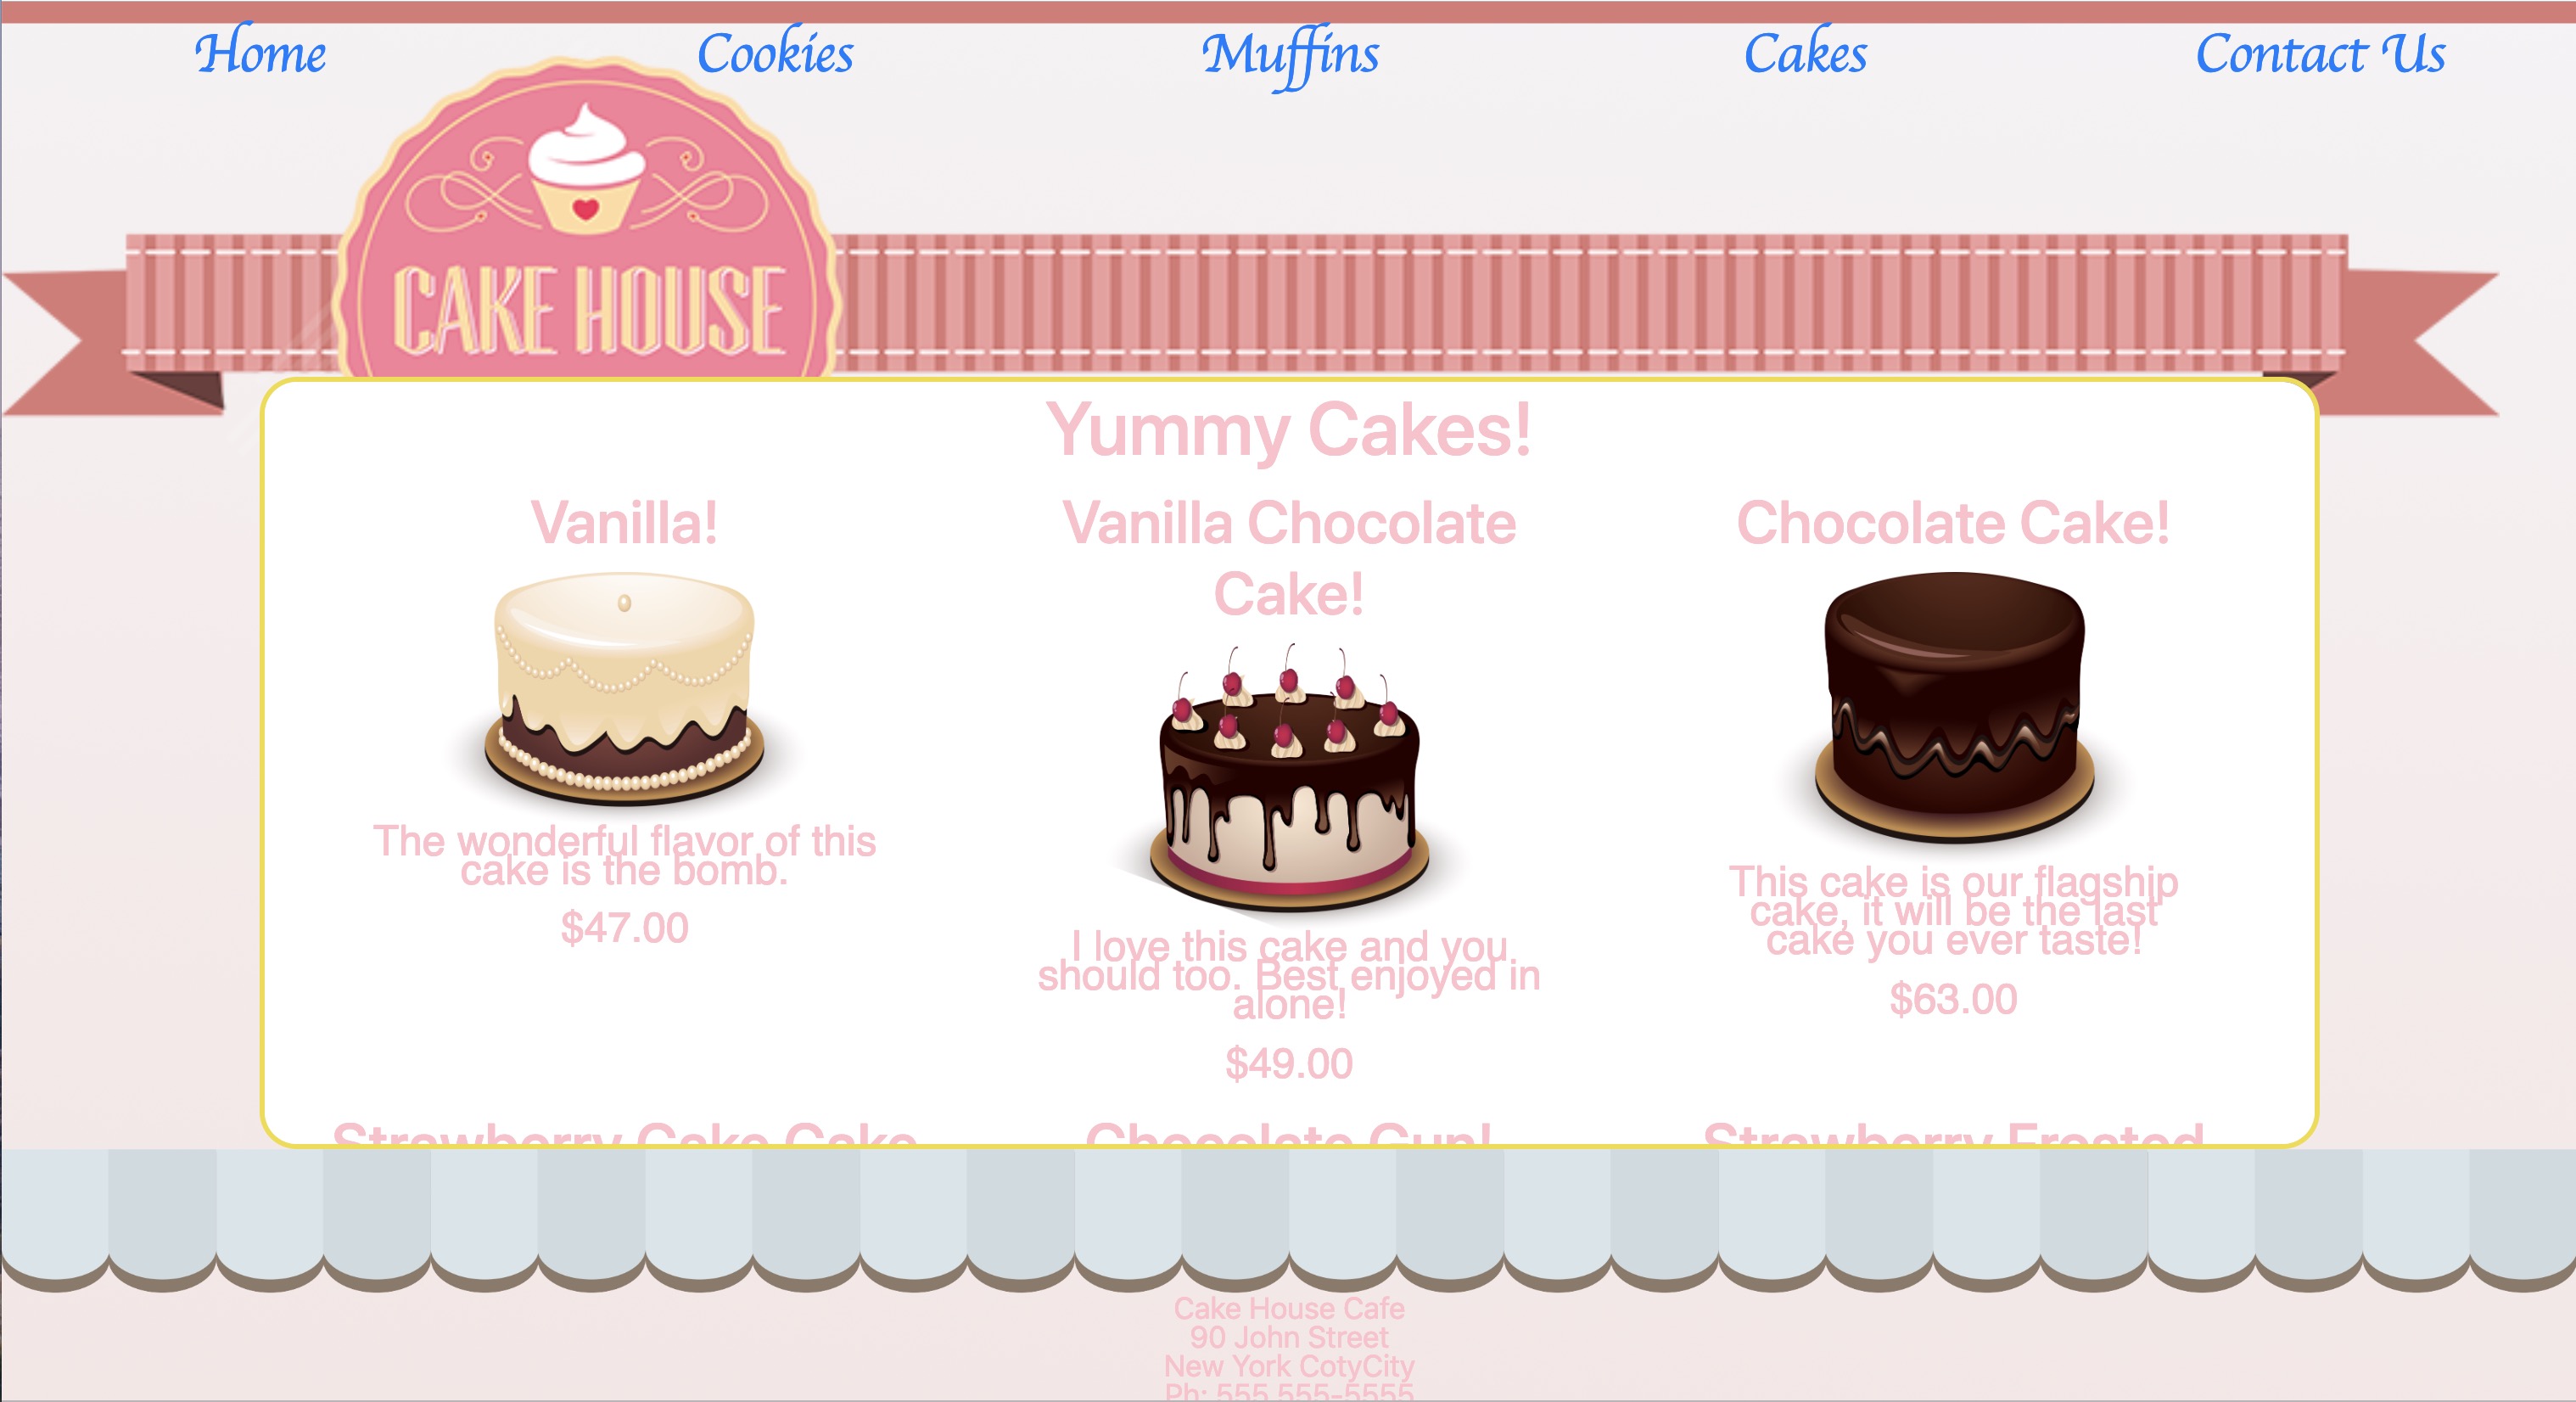 Home Cookies Muffins Cakes Contact Us
CAKE HOUSE
Yummy Cakes!
Vanilla!
The wonderful flavor of this
cake is the bomb.
$47.00
Vanilla Chocolate
Cake!
I love this cake and you
should too. Best enjoyed in
alone!
$49.00
Chocolate Cake!
This cake is our flagship
cake, it will be the last
cake you ever taste!
$63.00
Strawberry Cake Cake
Chocolate Gun!
Strawberry Frosted
Cake House Cafe
90 John Street
New York CotyCity
Ph: 555 555-5555